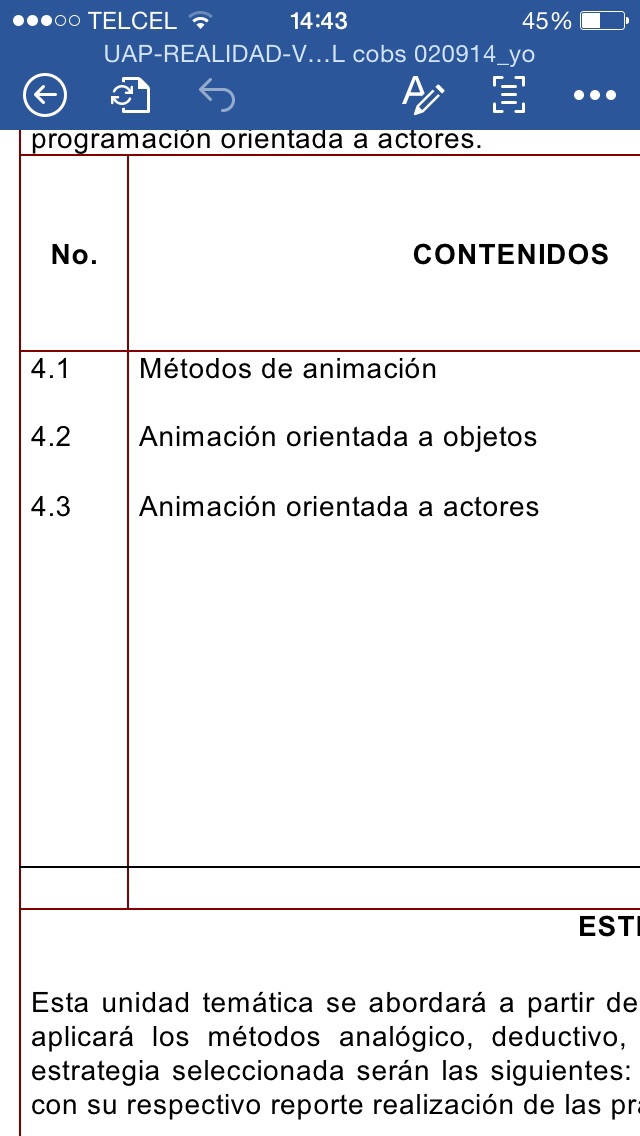 TELCEL 14:43 45%
UAP-REALIDAD-V...L cobs 020914_yo
programación orientada a actores.
No. CONTENIDOS
4.1 Métodos de animación
4.2 Animación orientada a objetos
4.3 Animación orientada a actores
Esta unidad temática se abordará a partir de
aplicará los métodos analógico, deductivo,
estrategia seleccionada serán las siguientes:
con su respectivo reporte realización de las